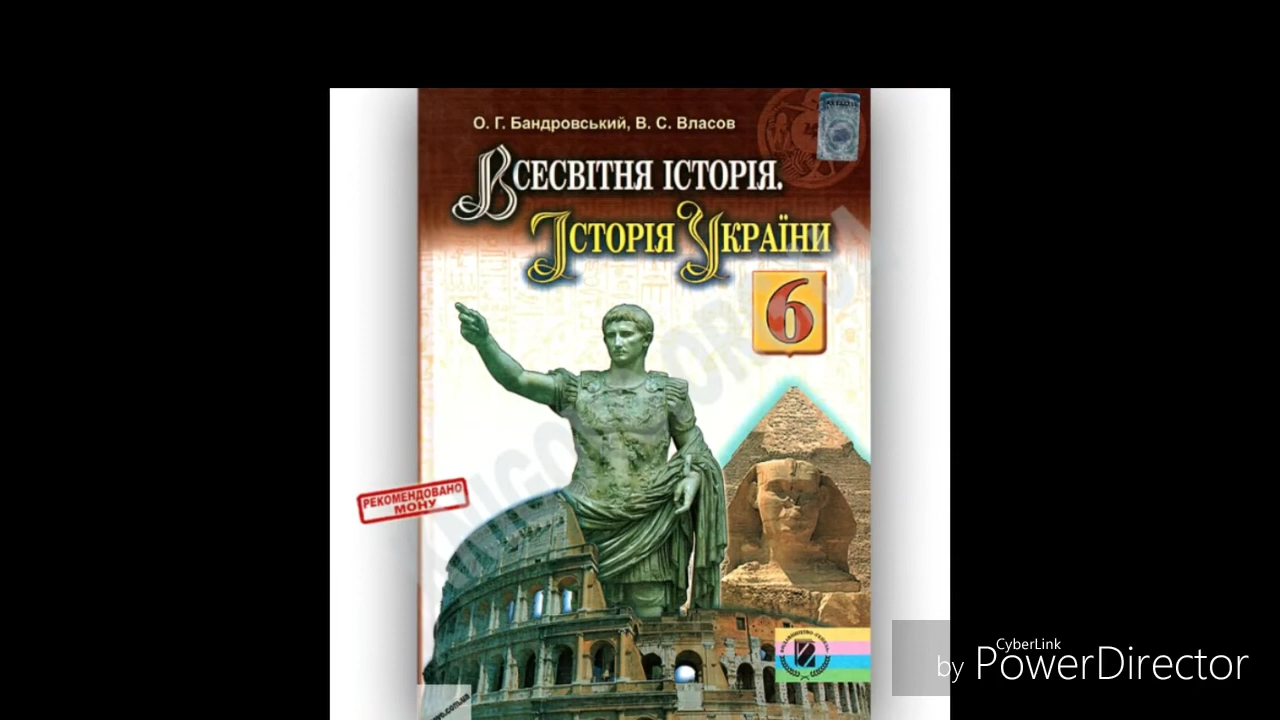 О. Г. Бандровський, В. С. Власов
ВСЕСВІТНЯ ІСТОРІЯ.
ІСТОРІЯ УКРАЇНИ
6
РЕКОМЕНДОВАНО
МОНУ
CyberLink
by PowerDirector